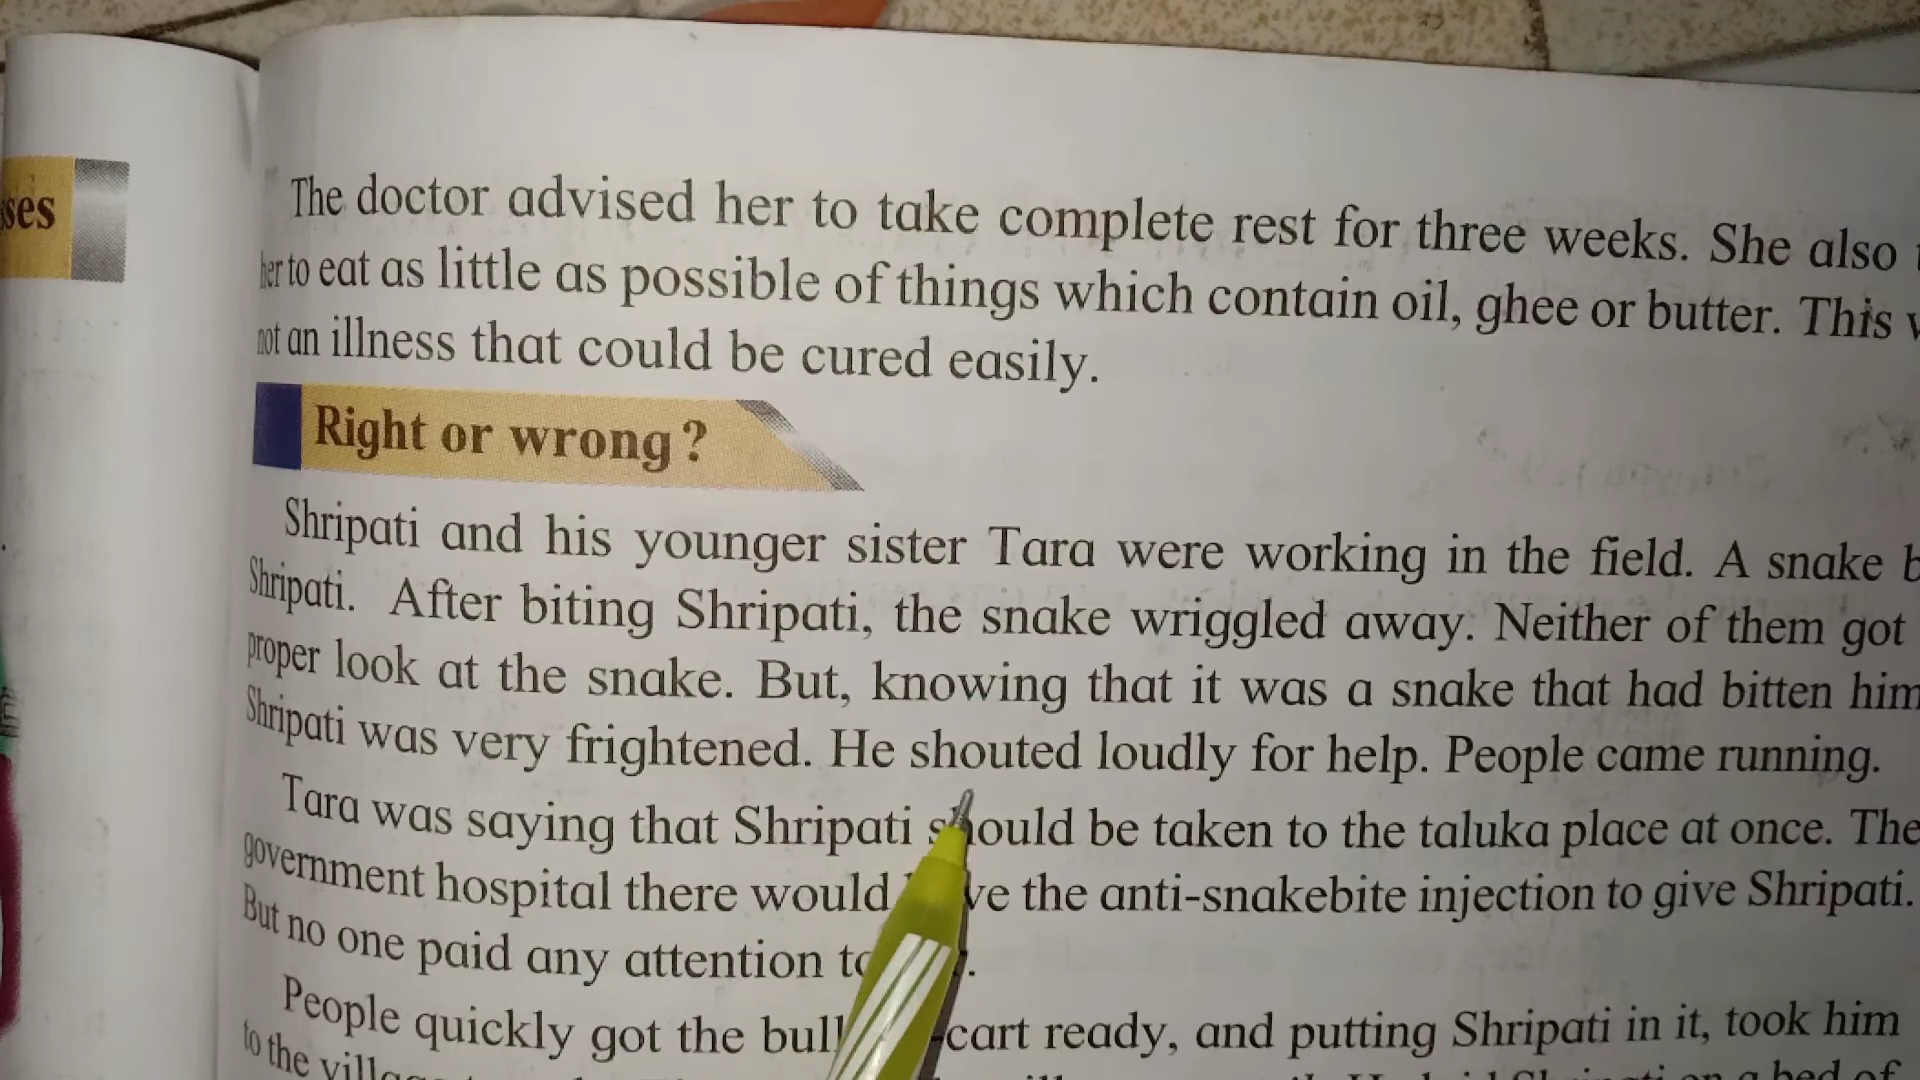 ses
The doctor advised her to take complete rest for three weeks. She also
her to eat as little as possible of things which contain oil, ghee or butter. This
not an illness that could be cured easily.
Right or wrong?
Shripati and his younger sister Tara were working in the field. A snake
Shripati. After biting Shripati, the snake wriggled away. Neither of them got
proper look at the snake. But, knowing that it was a snake that had bitten him
Shripati was very frightened. He shouted loudly for help. People came running.
Tara was saying that Shripati should be taken to the taluka place at once. The
government hospital there would ve the anti-snakebite injection to give Shripati.
But no one paid any attention
People quickly got the bull cart ready, and putting Shripati in it, took him
to the
a bed of